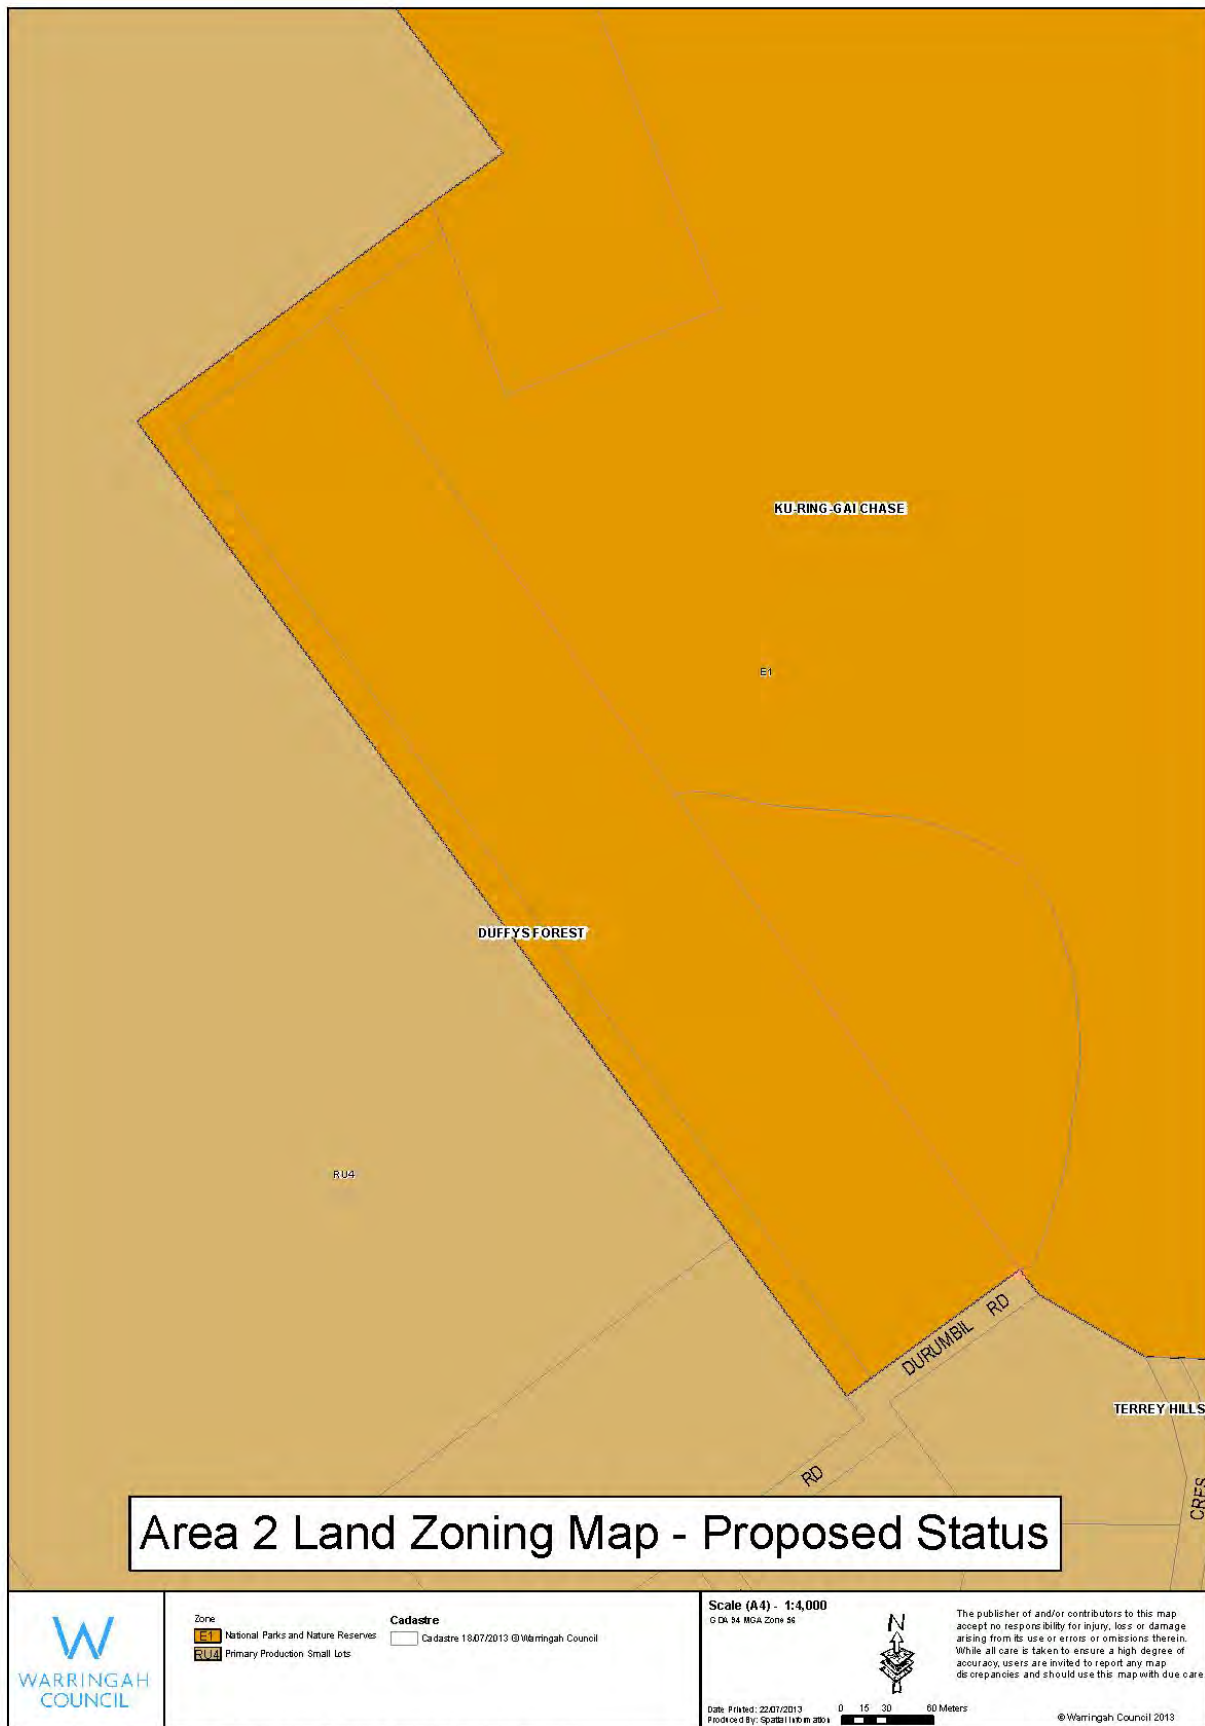 KU-RING-GAI CHASE
E1
DUFFYS FOREST
RU4
DURUMBIL RD
TERREY HILLS
RD
CRES
Area 2 Land Zoning Map - Proposed Status
WARRINGAH
COUNCIL
Zone
E1 National Parks and Nature Reserves
RU4 Primary Production Small Lots
Cadastre
Cadastre 18/07/2013 © Warringah Council
Scale (A4) - 1:4,000
GDA 94 MGA Zone 56
N
Date Printed: 22/07/2013
Produced By: Spatial Information
0 15 30 60 Meters
The publisher of and/or contributors to this map
accept no responsibility for injury, loss or damage
arising from its use or errors or omissions therein.
While all care is taken to ensure a high degree of
accuracy, users are invited to report any map
discrepancies and should use this map with due care
© Warringah Council 2013